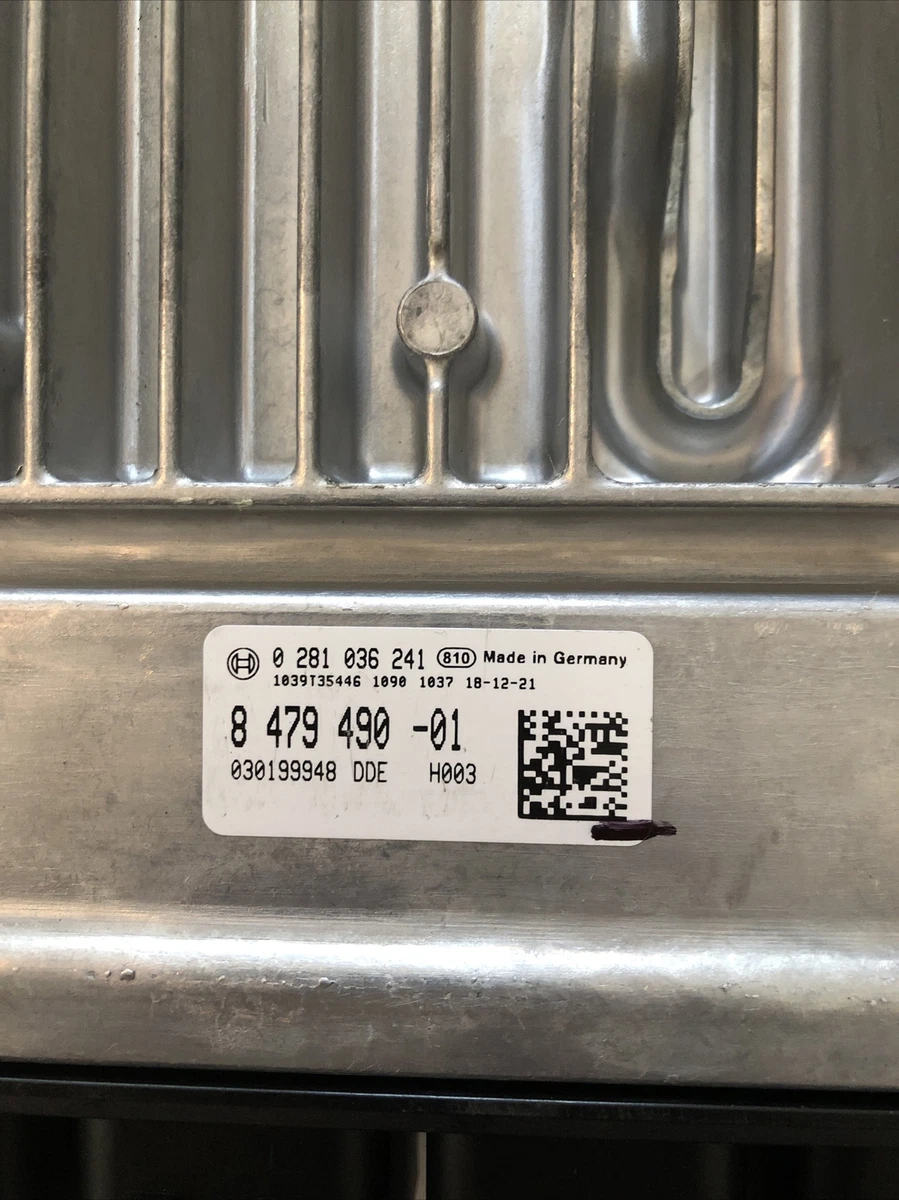 0 281 036 241 810 Made in Germany
1039T35446 1090 1037 18-12-21
8 479 490 -01
030199948 DDE H003